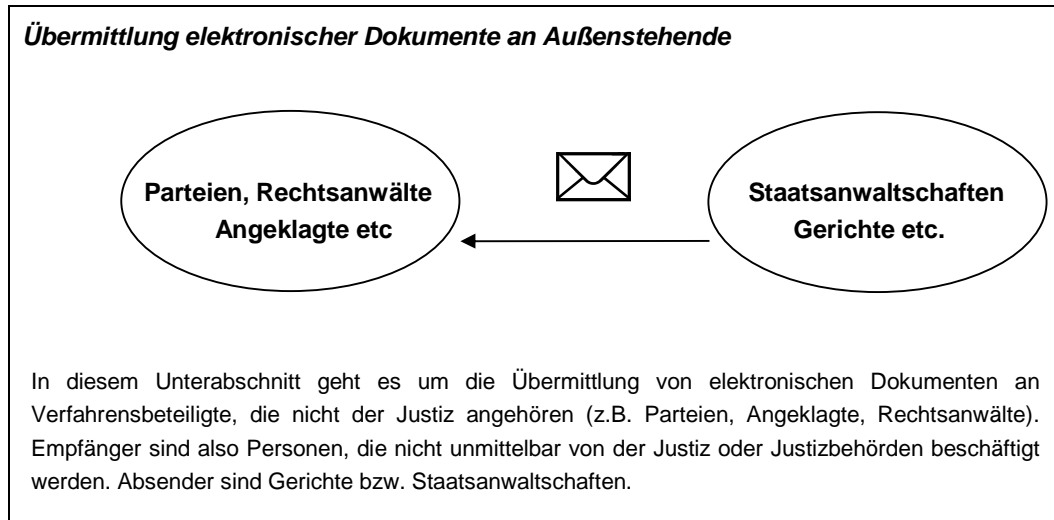 Übermittlung elektronischer Dokumente an Außenstehende
Parteien, Rechtsanwälte
Angeklagte etc
Staatsanwaltschaften
Gerichte etc.
In diesem Unterabschnitt geht es um die Übermittlung von elektronischen Dokumenten an
Verfahrensbeteiligte, die nicht der Justiz angehören (z.B. Parteien, Angeklagte, Rechtsanwälte).
Empfänger sind also Personen, die nicht unmittelbar von der Justiz oder Justizbehörden beschäftigt
werden. Absender sind Gerichte bzw. Staatsanwaltschaften.